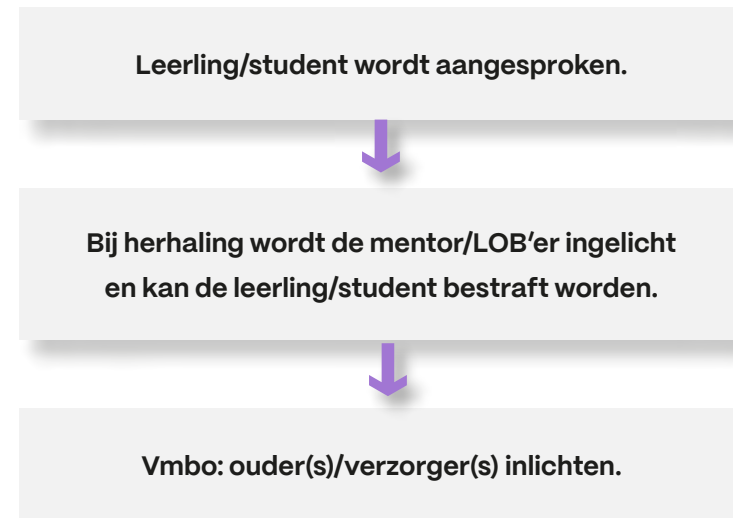 Leerling/student wordt aangesproken.
Bij herhaling wordt de mentor/LOB’er ingelicht
en kan de leerling/student bestraft worden.
Vmbo: ouder(s)/verzorger(s) inlichten.